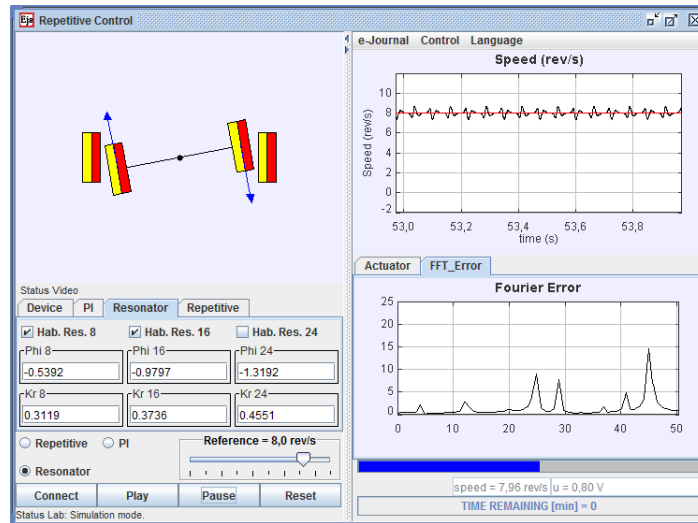 Ejs Repetitive Control
e-Journal Control Language
Speed (rev/s)
Speed (rev/s)
10
8
6
4
2
0
-2
53,0 53,2 53,4 53,6 53,8
time (s)
Actuator FFT_Error
Fourier Error
25
20
15
10
5
0
0 10 20 30 40 50
speed = 7,96 rev/s u = 0,80 V
TIME REMAINING [min] = 0
Status Video
Device PI Resonator Repetitive
Hab. Res. 8 Hab. Res. 16 Hab. Res. 24
Phi 8 Phi 16 Phi 24
-0.5392 -0.9797 -1.3192
Kr 8 Kr 16 Kr 24
0.3119 0.3736 0.4551
Repetitive PI Reference = 8,0 rev/s
Resonator
Connect Play Pause Reset
Status Lab: Simulation mode.